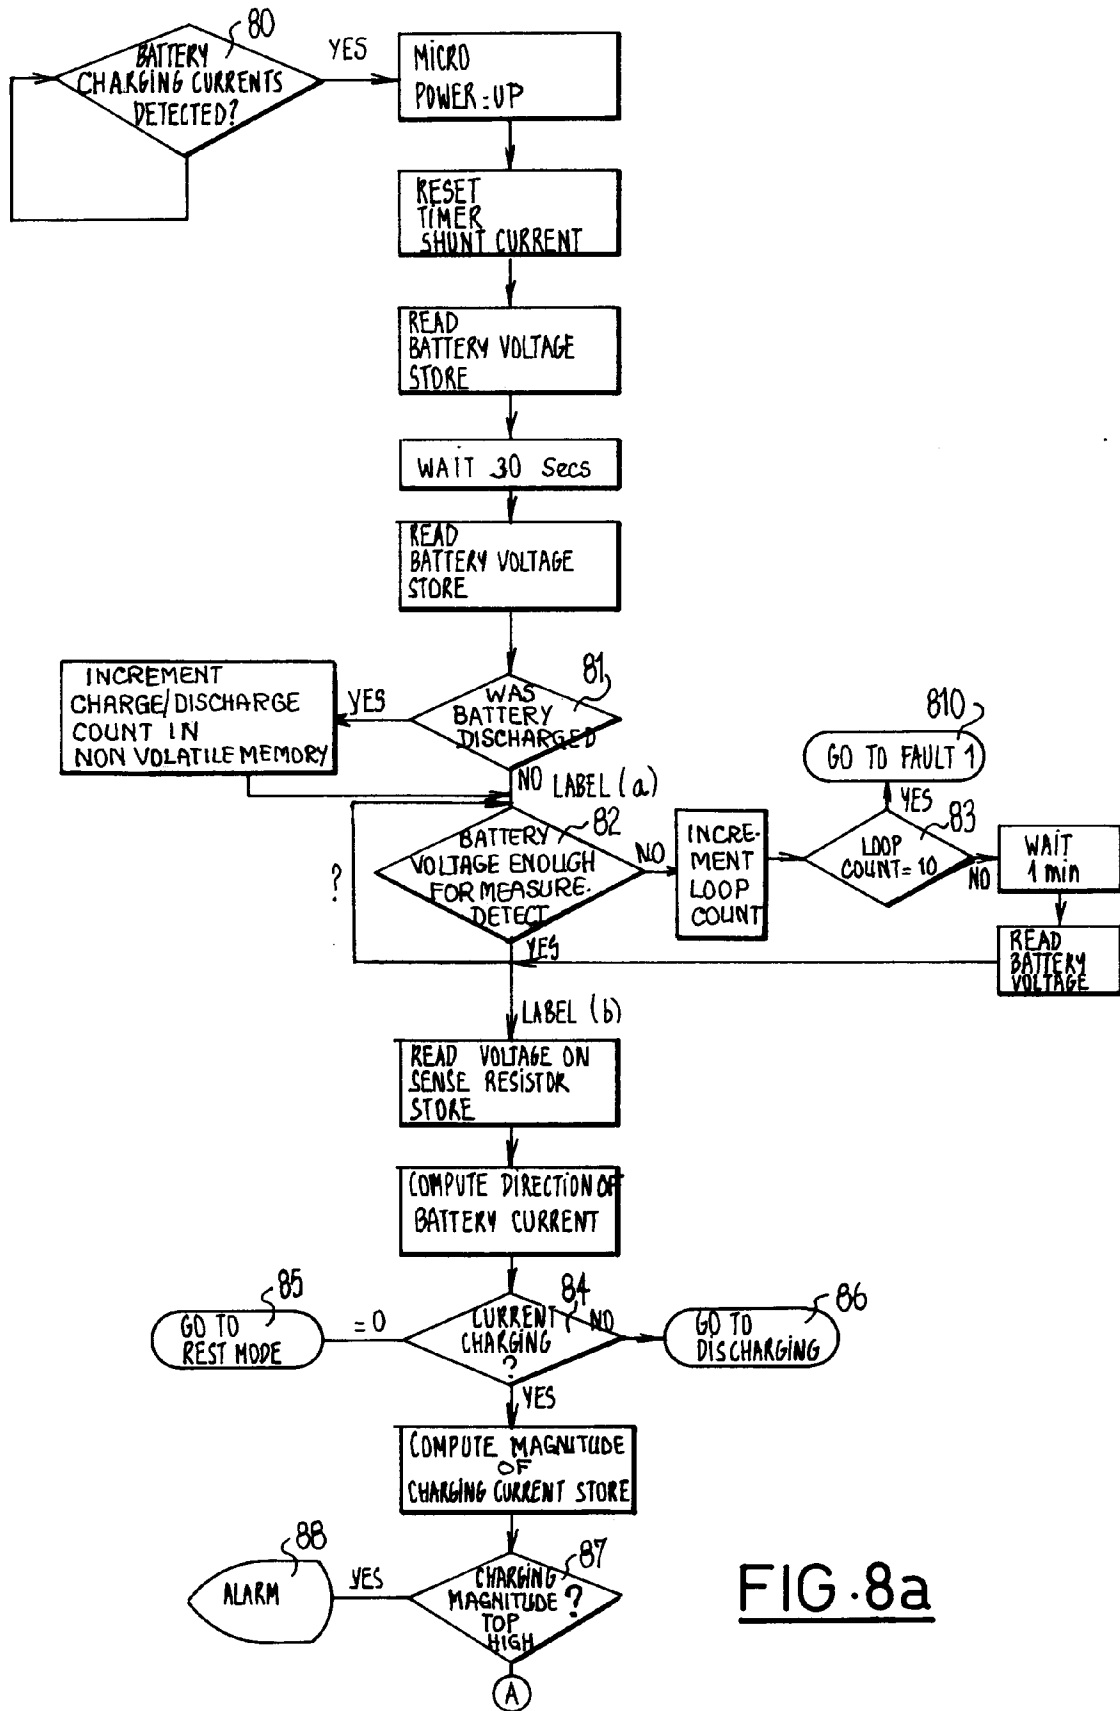 80
BATTERY
CHARGING CURRENTS
DETECTED?
YES
MICRO
POWER=UP
RESET
TIMER
SHUNT CURRENT
READ
BATTERY VOLTAGE
STORE
WAIT 30 Secs
READ
BATTERY VOLTAGE
STORE
81
WAS
BATTERY
DISCHARGED
YES
INCREMENT
CHARGE/DISCHARGE
COUNT IN
NON VOLATILE MEMORY
NO LABEL (a)
82
BATTERY
VOLTAGE ENOUGH
FOR MEASURE.
DETECT
?
NO
INCRE-
MENT
LOOP
COUNT
810
GO TO FAULT 1
YES
83
LOOP
COUNT=10
NO
WAIT
1 min
READ
BATTERY
VOLTAGE
YES
LABEL (b)
READ VOLTAGE ON
SENSE RESISTOR
STORE
COMPUTE DIRECTION OF
BATTERY CURRENT
84
CURRENT
CHARGING
?
= 0
85
GO TO
REST MODE
NO
86
GO TO
DISCHARGING
YES
COMPUTE MAGNITUDE
OF
CHARGING CURRENT STORE
87
CHARGING
MAGNITUDE ?
TOP
HIGH
YES
88
ALARM
A
FIG.8a